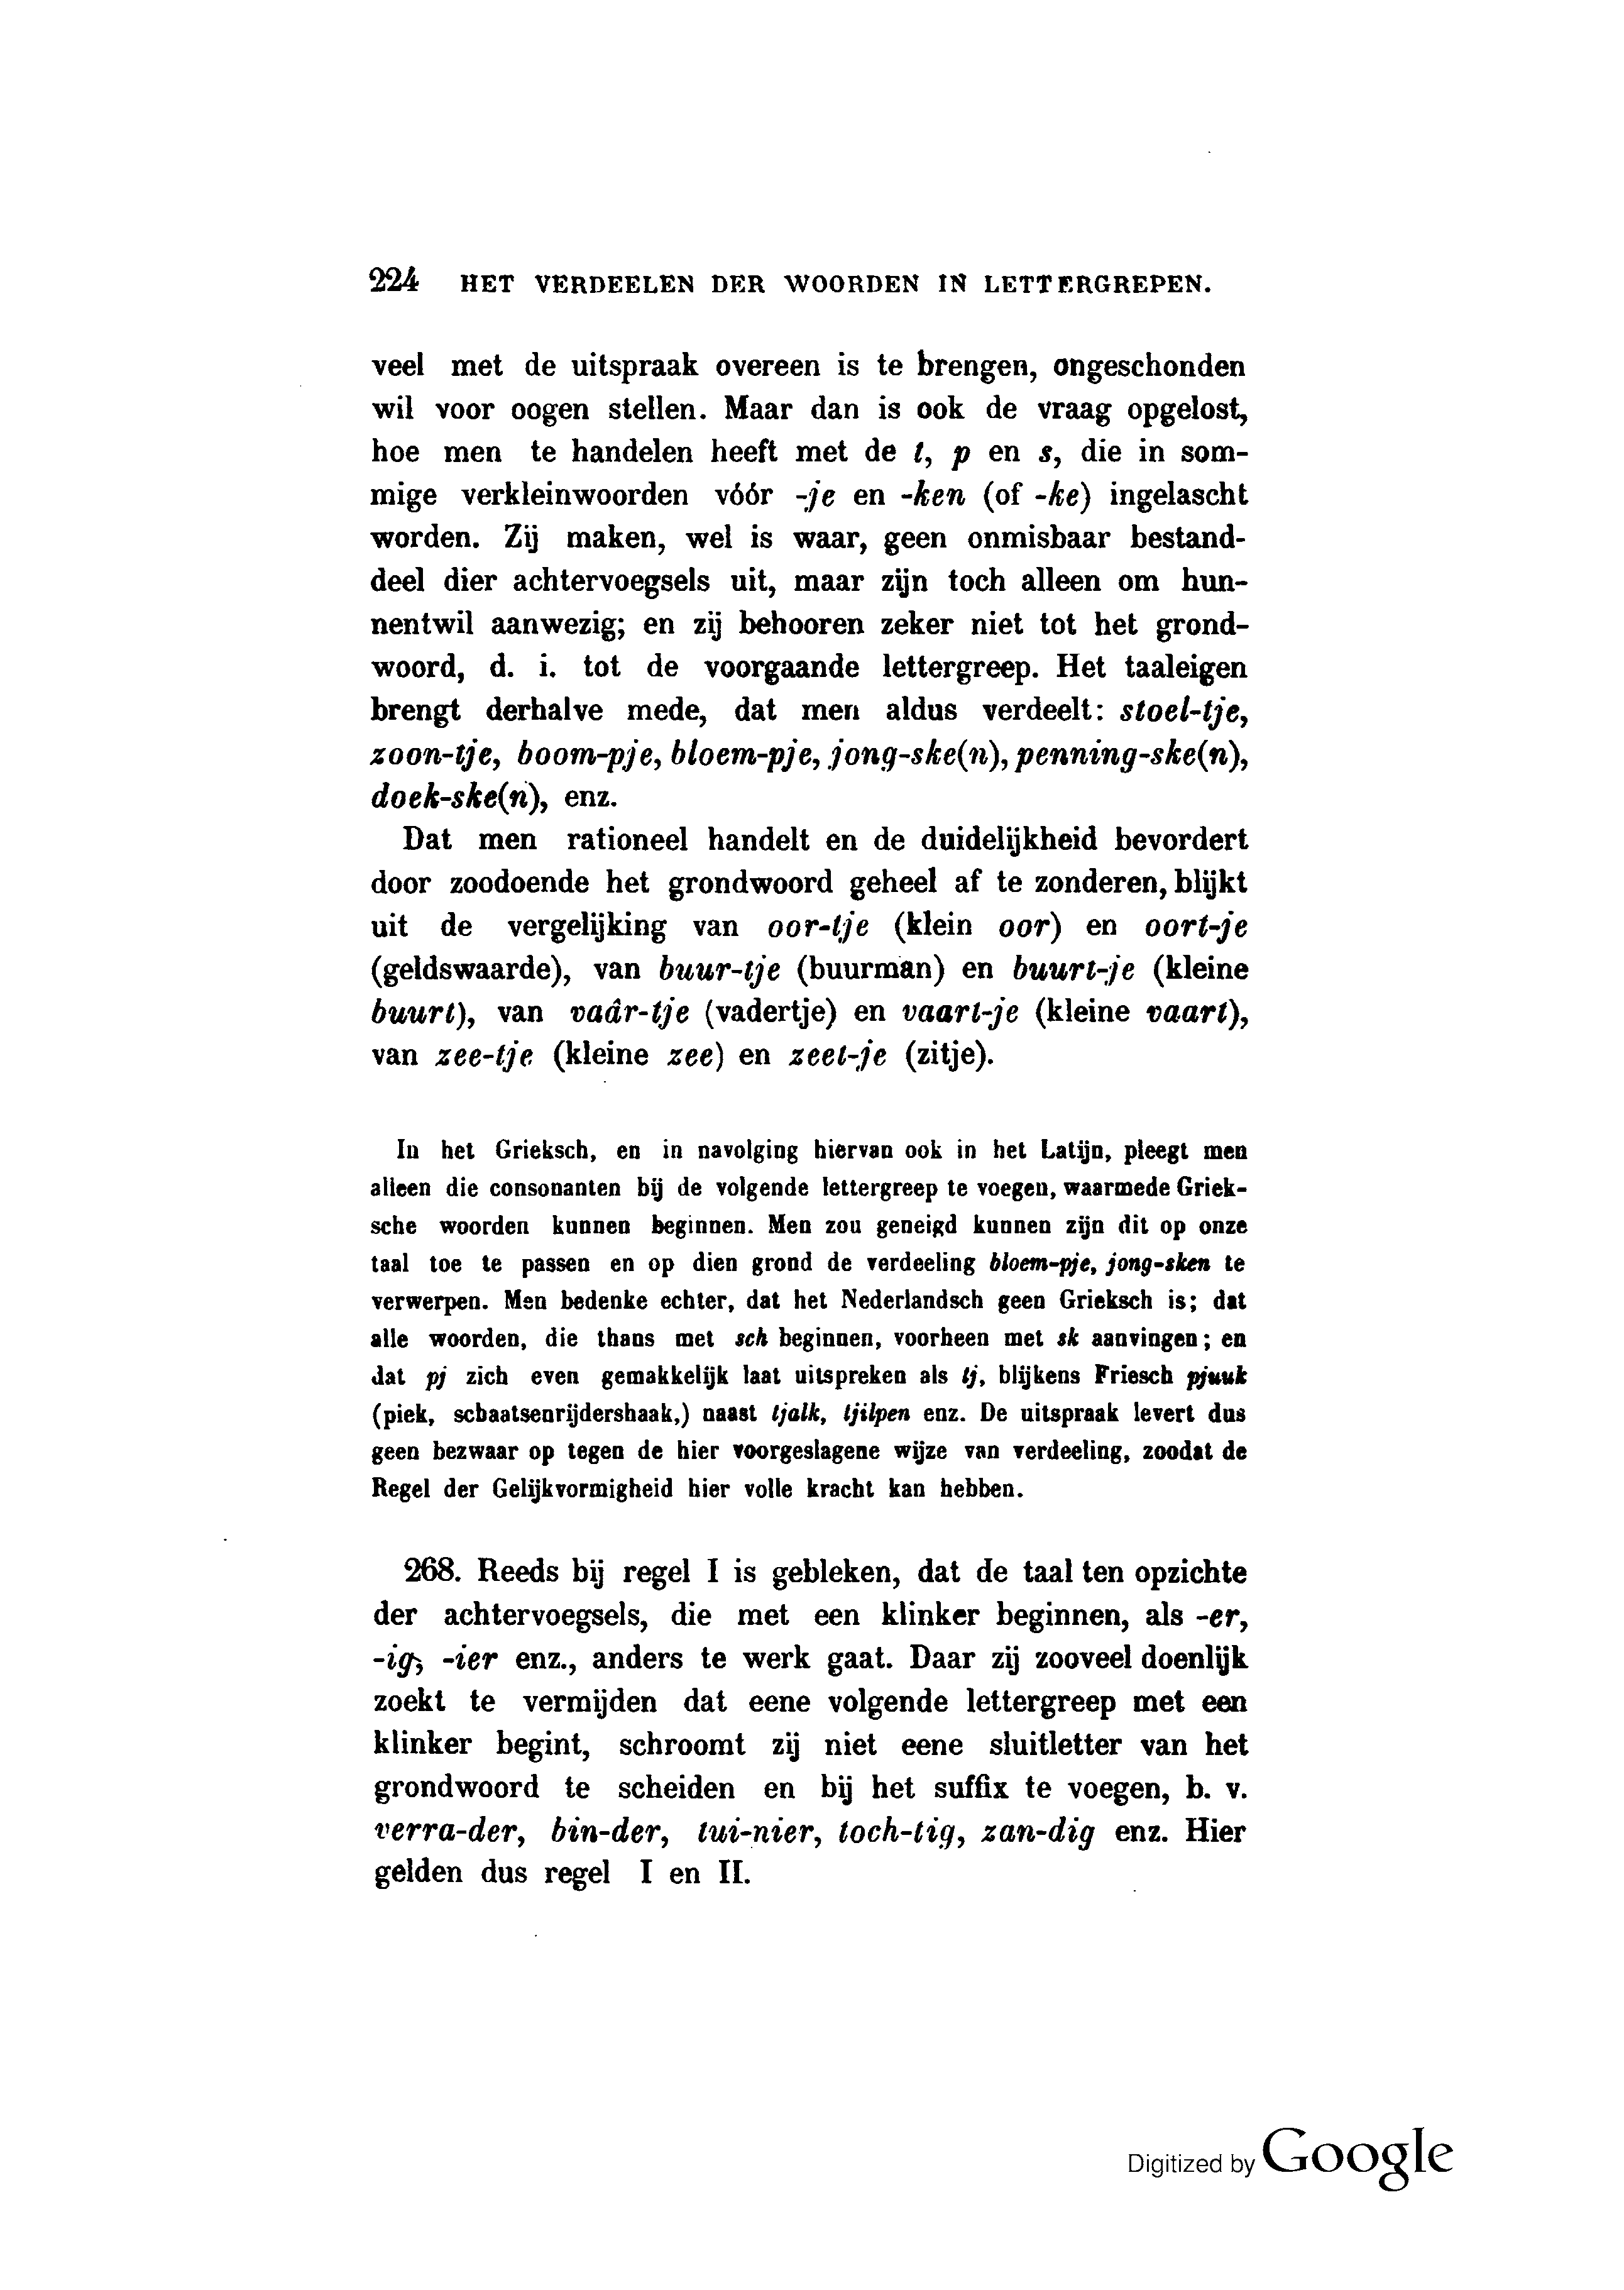 224 HET VERDEELEN DER WOORDEN IN LETTERGREPEN.
veel met de uitspraak overeen is te brengen, ongeschonden
wil voor oogen stellen. Maar dan is ook de vraag opgelost,
hoe men te handelen heeft met de t, p en s, die in som-
mige verkleinwoorden vóór -je en -ken (of -ke) ingelascht
worden. Zij maken, wel is waar, geen onmisbaar bestand-
deel dier achtervoegsels uit, maar zijn toch alleen om hun-
nentwil aanwezig; en zij behooren zeker niet tot het grond-
woord, d. i. tot de voorgaande lettergreep. Het taaleigen
brengt derhalve mede, dat men aldus verdeelt: stoel-tje,
zoon-tje, boom-pje, bloem-pje, jong-ske(n), penning-ske(n),
doek-ske(n), enz.
Dat men rationeel handelt en de duidelijkheid bevordert
door zoodoende het grondwoord geheel af te zonderen, blijkt
uit de vergelijking van oor-tje (klein oor) en oort-je
(geldswaarde), van buur-tje (buurman) en buurt-je (kleine
buurt), van vaâr-tje (vadertje) en vaart-je (kleine vaart),
van zee-tje (kleine zee) en zeet-je (zitje).
In het Grieksch, en in navolging hiervan ook in het Latijn, pleegt men
alleen die consonanten bij de volgende lettergreep te voegen, waarmede Griek-
sche woorden kunnen beginnen. Men zou geneigd kunnen zijn dit op onze
taal toe te passen en op dien grond de verdeeling bloem-pje, jong-sken te
verwerpen. Men bedenke echter, dat het Nederlandsch geen Grieksch is; dat
alle woorden, die thans met sch beginnen, voorheen met sk aanvingen; en
dat pj zich even gemakkelijk laat uitspreken als tj, blijkens Friesch pjuuk
(piek, schaatsenrijdershaak,) naast tjalk, tjilpen enz. De uitspraak levert dus
geen bezwaar op tegen de hier voorgeslagene wijze van verdeeling, zoodat de
Regel der Gelijkvormigheid hier volle kracht kan hebben.
268. Reeds bij regel I is gebleken, dat de taal ten opzichte
der achtervoegsels, die met een klinker beginnen, als -er,
-ig, -ier enz., anders te werk gaat. Daar zij zooveel doenlijk
zoekt te vermijden dat eene volgende lettergreep met een
klinker begint, schroomt zij niet eene sluitletter van het
grondwoord te scheiden en bij het suffix te voegen, b. v.
verra-der, bin-der, tui-nier, toch-tig, zan-dig enz. Hier
gelden dus regel I en II.
Digitized by Google